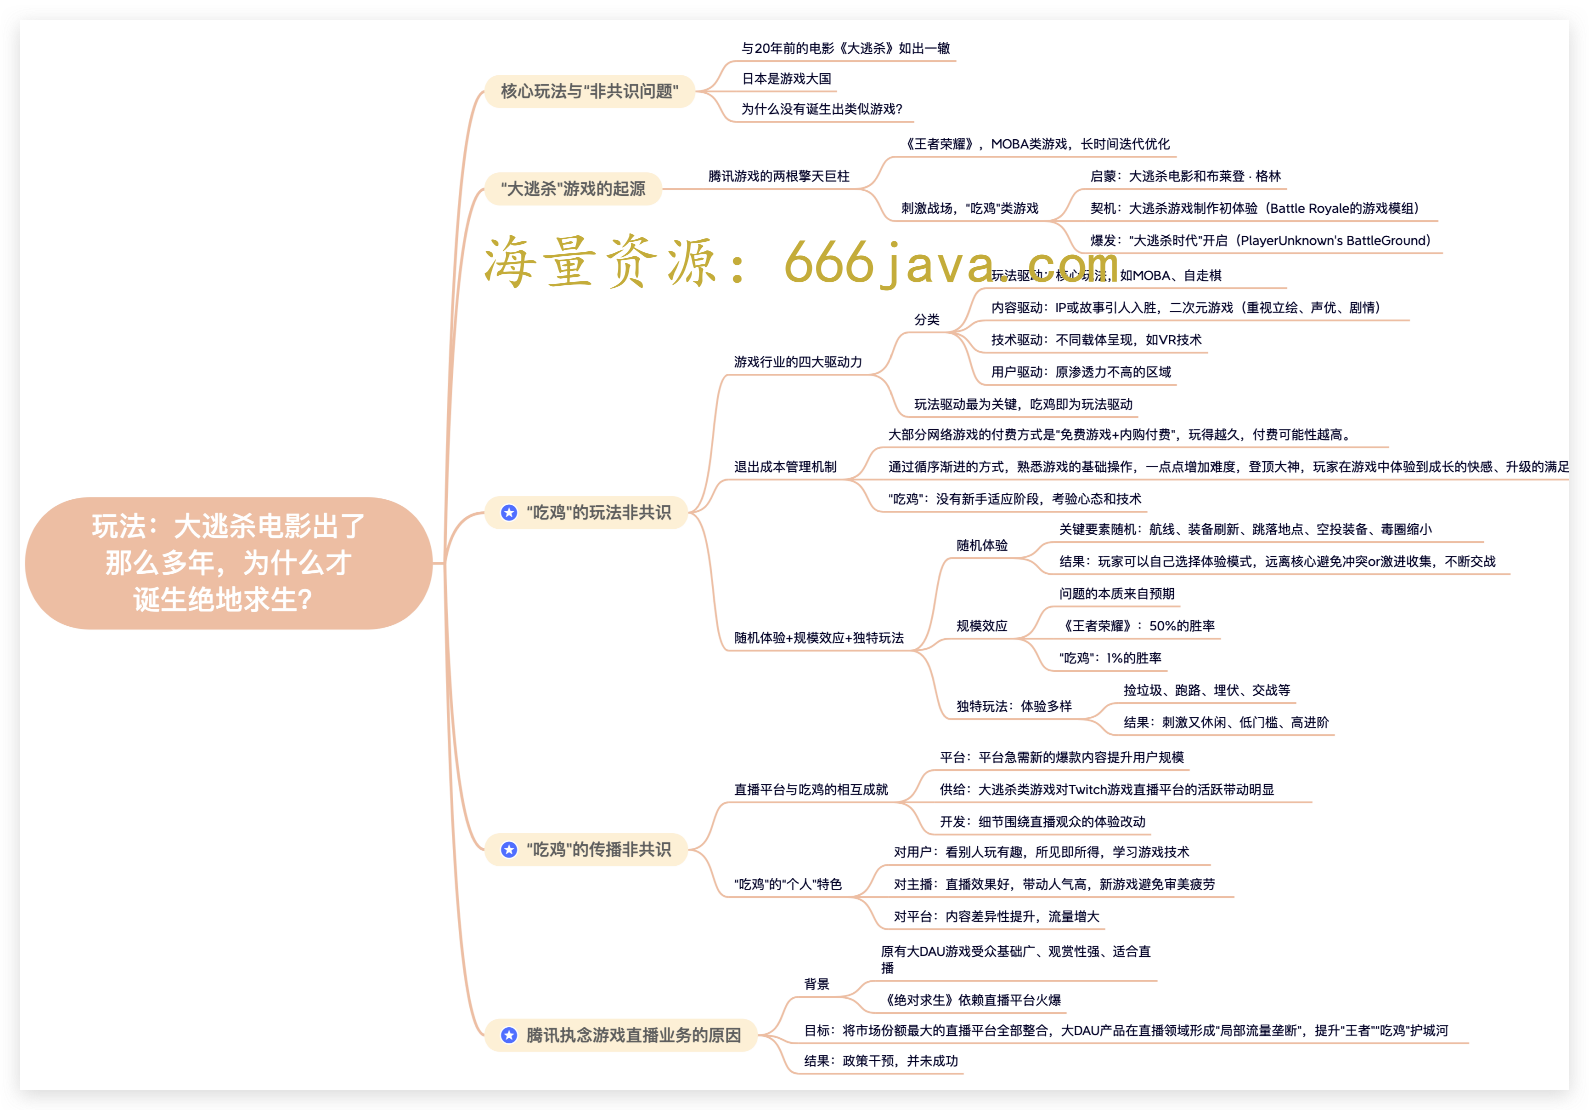 玩法：大逃杀电影出了
那么多年，为什么才
诞生绝地求生？
核心玩法与"非共识问题"
与20年前的电影《大逃杀》如出一辙
日本是游戏大国
为什么没有诞生出类似游戏？
"大逃杀"游戏的起源
腾讯游戏的两根擎天巨柱
《王者荣耀》，MOBA类游戏，长时间迭代优化
刺激战场，"吃鸡"类游戏
启蒙：大逃杀电影和布莱登 · 格林
契机：大逃杀游戏制作初体验（Battle Royale的游戏模组）
爆发："大逃杀时代"开启（PlayerUnknown's BattleGround）
海量资源：666java.com
"吃鸡"的玩法非共识
游戏行业的四大驱动力
分类
玩法驱动：核心玩法，如MOBA、自走棋
内容驱动：IP或故事引人入胜，二次元游戏（重视立绘、声优、剧情）
技术驱动：不同载体呈现，如VR技术
用户驱动：原渗透力不高的区域
玩法驱动最为关键，吃鸡即为玩法驱动
退出成本管理机制
大部分网络游戏的付费方式是"免费游戏+内购付费"，玩得越久，付费可能性越高。
通过循序渐进的方式，熟悉游戏的基础操作，一点点增加难度，登顶大神，玩家在游戏中体验到成长的快感、升级的满足
"吃鸡"：没有新手适应阶段，考验心态和技术
随机体验+规模效应+独特玩法
随机体验
关键要素随机：航线、装备刷新、跳落地点、空投装备、毒圈缩小
结果：玩家可以自己选择体验模式，远离核心避免冲突or激进收集，不断交战
规模效应
问题的本质来自预期
《王者荣耀》：50%的胜率
"吃鸡"：1%的胜率
独特玩法：体验多样
捡垃圾、跑路、埋伏、交战等
结果：刺激又休闲、低门槛、高进阶
"吃鸡"的传播非共识
直播平台与吃鸡的相互成就
平台：平台急需新的爆款内容提升用户规模
供给：大逃杀类游戏对Twitch游戏直播平台的活跃带动明显
开发：细节围绕直播观众的体验改动
"吃鸡"的"个人"特色
对用户：看别人玩有趣，所见即所得，学习游戏技术
对主播：直播效果好，带动人气高，新游戏避免审美疲劳
对平台：内容差异性提升，流量增大
腾讯执念游戏直播业务的原因
背景
原有大DAU游戏受众基础广、观赏性强、适合直
播
《绝对求生》依赖直播平台火爆
目标：将市场份额最大的直播平台全部整合，大DAU产品在直播领域形成"局部流量垄断"，提升"王者""吃鸡"护城河
结果：政策干预，并未成功